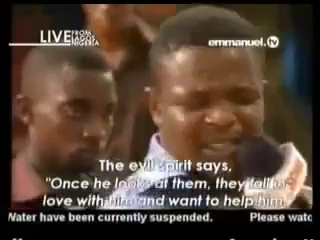 LIVE FROM LAGOS NIGERIA
emmanuel.tv
The evil spirit says,
"Once he looks at them, they fall in
love with him and want to help him
Water have been currently suspended. Please watc